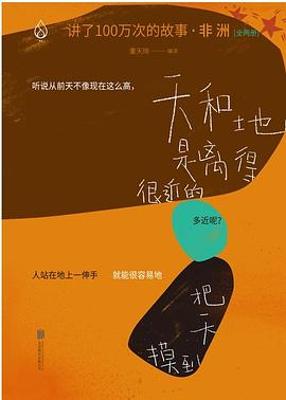 讲了100万次的故事·非洲(全两册)
董天琦——编译
听说从前天不像现在这么高，
天和地
是离得
很近的
多近呢？
人站在地上一伸手 就能很容易地
把天
摸到